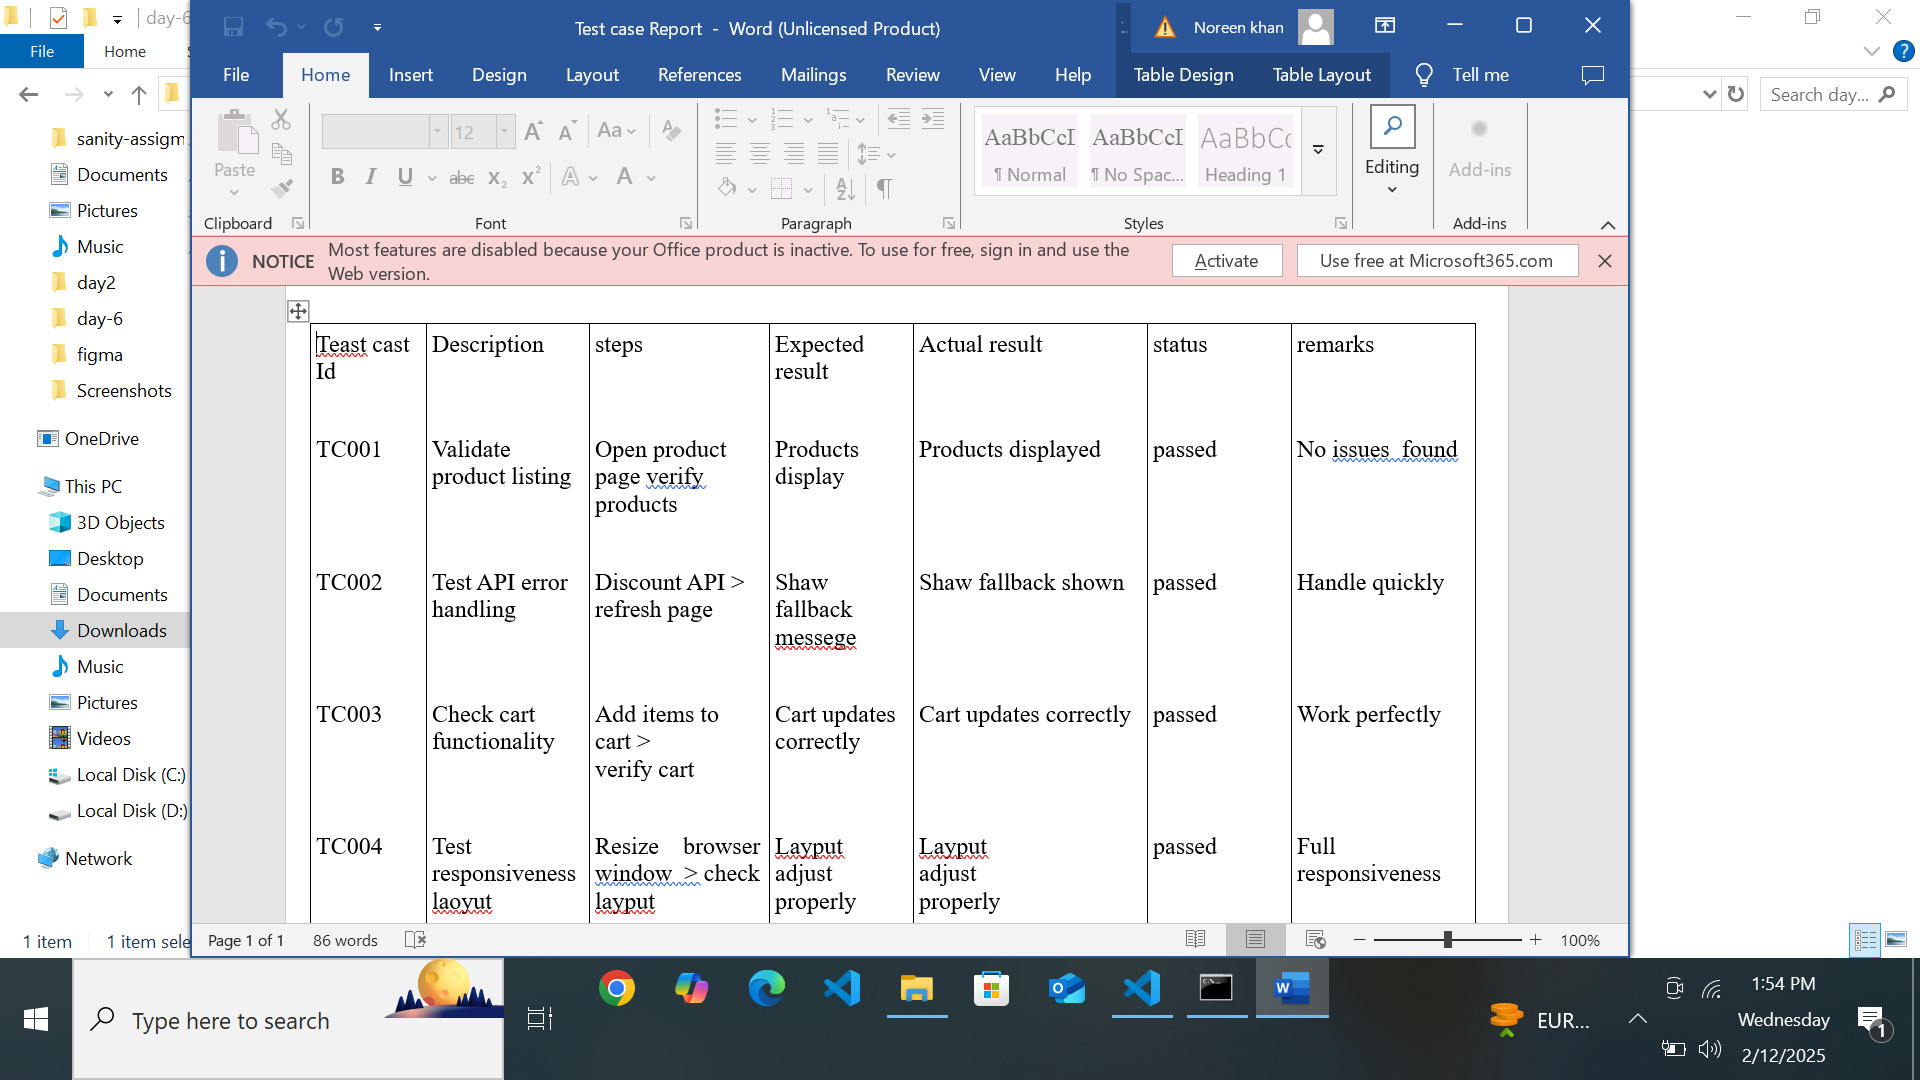 day-6
Test case Report - Word (Unlicensed Product)
Noreen khan
File
Home
File
Home
Insert
Design
Layout
References
Mailings
Review
View
Help
Table Design
Table Layout
Tell me
Search day...
Paste
12
Aa
B I U abc X2 X2 A A
Clipboard
Font
Paragraph
AaBbCcI
¶ Normal
AaBbCcI
¶ No Spac...
AaBbCc
Heading 1
Styles
Editing
Add-ins
Add-ins
NOTICE
Most features are disabled because your Office product is inactive. To use for free, sign in and use the
Web version.
Activate
Use free at Microsoft365.com
sanity-assigm
Documents
Pictures
Music
day2
day-6
figma
Screenshots
OneDrive
This PC
3D Objects
Desktop
Documents
Downloads
Music
Pictures
Videos
Local Disk (C:)
Local Disk (D:)
Network
1 item
1 item sele
Teast cast
Id
Description
steps
Expected
result
Actual result
status
remarks
TC001
Validate
product listing
Open product
page verify
products
Products
display
Products displayed
passed
No issues found
TC002
Test API error
handling
Discount API >
refresh page
Shaw
fallback
messege
Shaw fallback shown
passed
Handle quickly
TC003
Check cart
functionality
Add items to
cart >
verify cart
Cart updates
correctly
Cart updates correctly
passed
Work perfectly
TC004
Test
responsiveness
laoyut
Resize browser
window > check
layput
Layput
adjust
properly
Layput
adjust
properly
passed
Full
responsiveness
Page 1 of 1
86 words
100%
Type here to search
EUR...
1:54 PM
Wednesday
2/12/2025
1